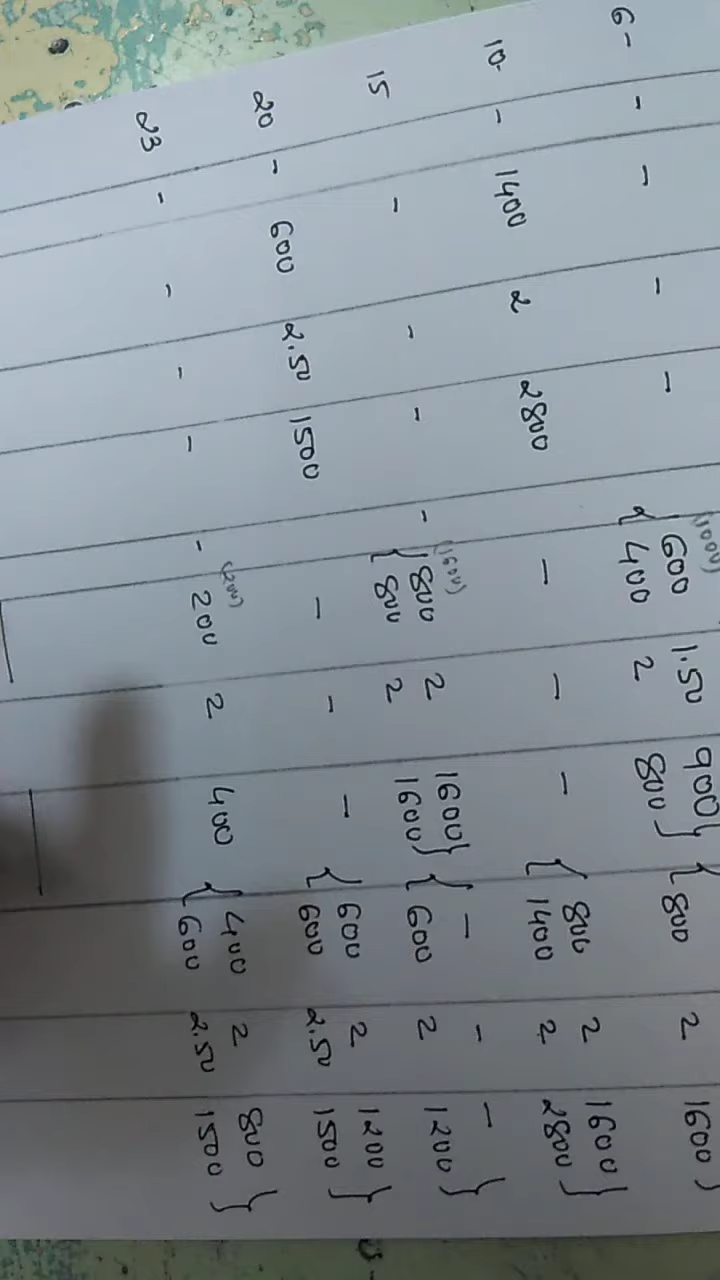 6 - - - - - (1000) { 600 1.50 900 } { 800 2 1600 }
400 2 800
10 - - 1400 2 2800 - - - { 800 2 1600 }
1400 2 2800
15 - - - - (1600) { 800 2 1600 } { - - - }
800 2 1600 600 2 1200
20 - 600 2.50 1500 - - - { 600 2 1200 }
600 2.50 1500
23 - - - - - (200) 200 2 400 { 400 2 800 }
600 2.50 1500